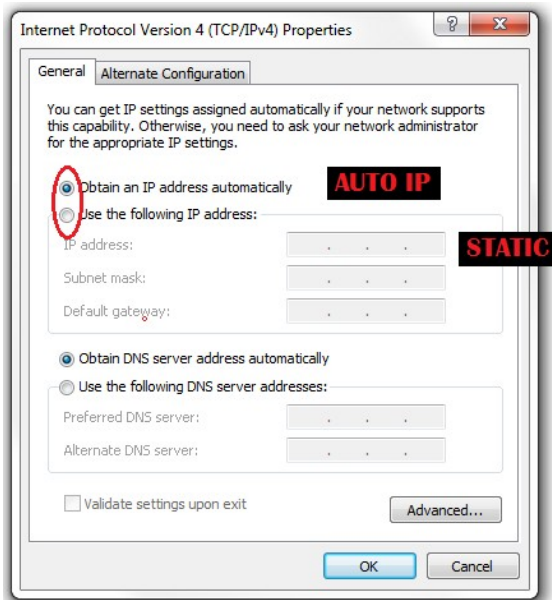 Internet Protocol Version 4 (TCP/IPv4) Properties
General
Alternate Configuration
You can get IP settings assigned automatically if your network supports
this capability. Otherwise, you need to ask your network administrator
for the appropriate IP settings.
Obtain an IP address automatically
AUTO IP
Use the following IP address:
IP address:
STATIC
Subnet mask:
Default gateway:
Obtain DNS server address automatically
Use the following DNS server addresses:
Preferred DNS server:
Alternate DNS server:
Validate settings upon exit
Advanced...
OK
Cancel